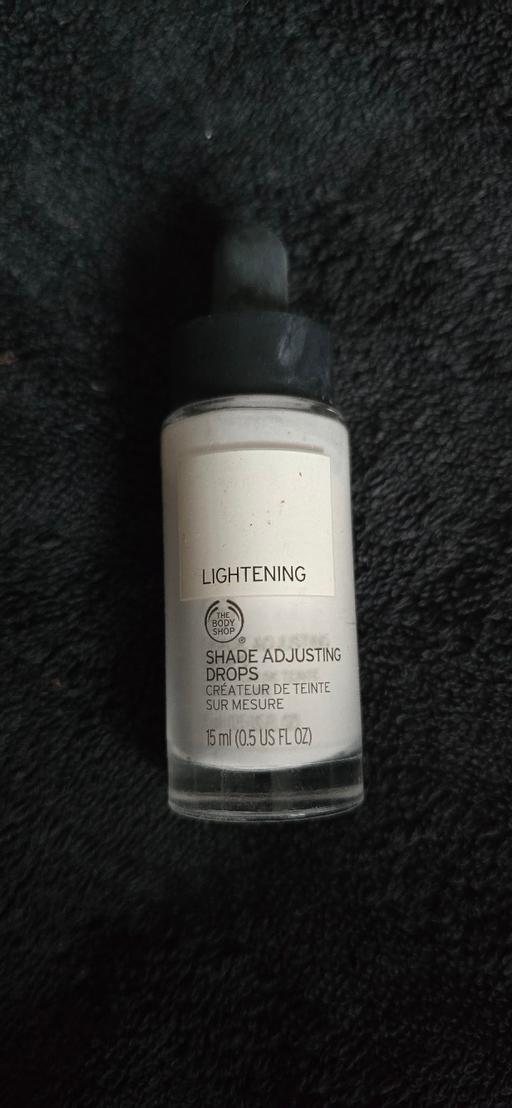 LIGHTENING
THE
BODY
SHOP
®
SHADE ADJUSTING
DROPS
CRÉATEUR DE TEINTE
SUR MESURE
15 ml (0.5 US FL OZ)